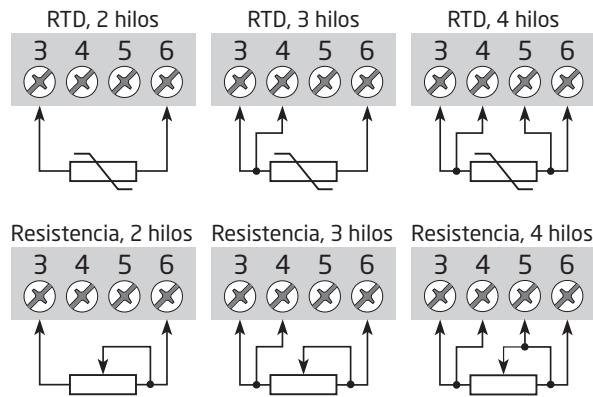 RTD, 2 hilos RTD, 3 hilos RTD, 4 hilos
3 4 5 6 3 4 5 6 3 4 5 6
Resistencia, 2 hilos Resistencia, 3 hilos Resistencia, 4 hilos
3 4 5 6 3 4 5 6 3 4 5 6